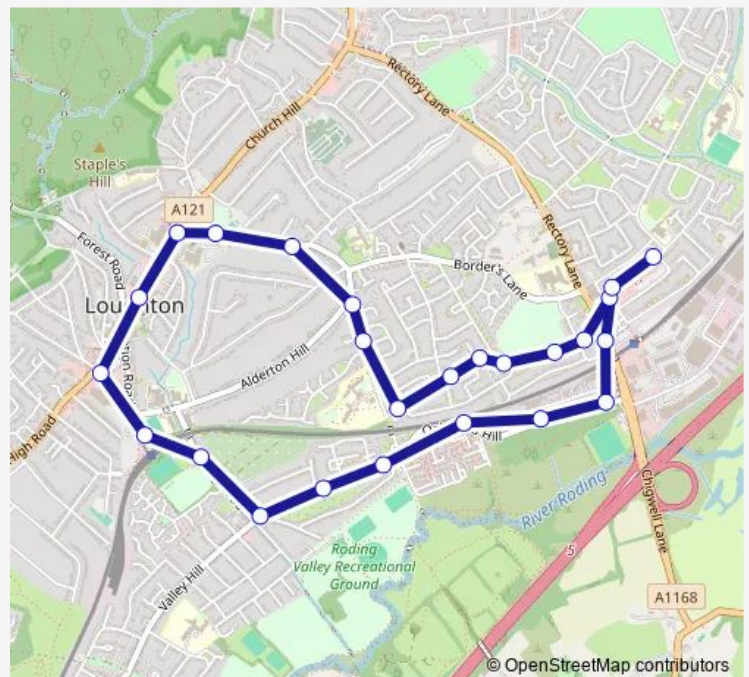 Rectory Lane
Church Hill
Staple's
Hill
A121
Forest Road
Border's Lane
Rectory Lane
Alderton Hill
High Road
Hill
River Roding
Chigwell Lane
Roding
Valley Recreational
Ground
5
Valley Hill
A1168
© OpenStreetMap contributors